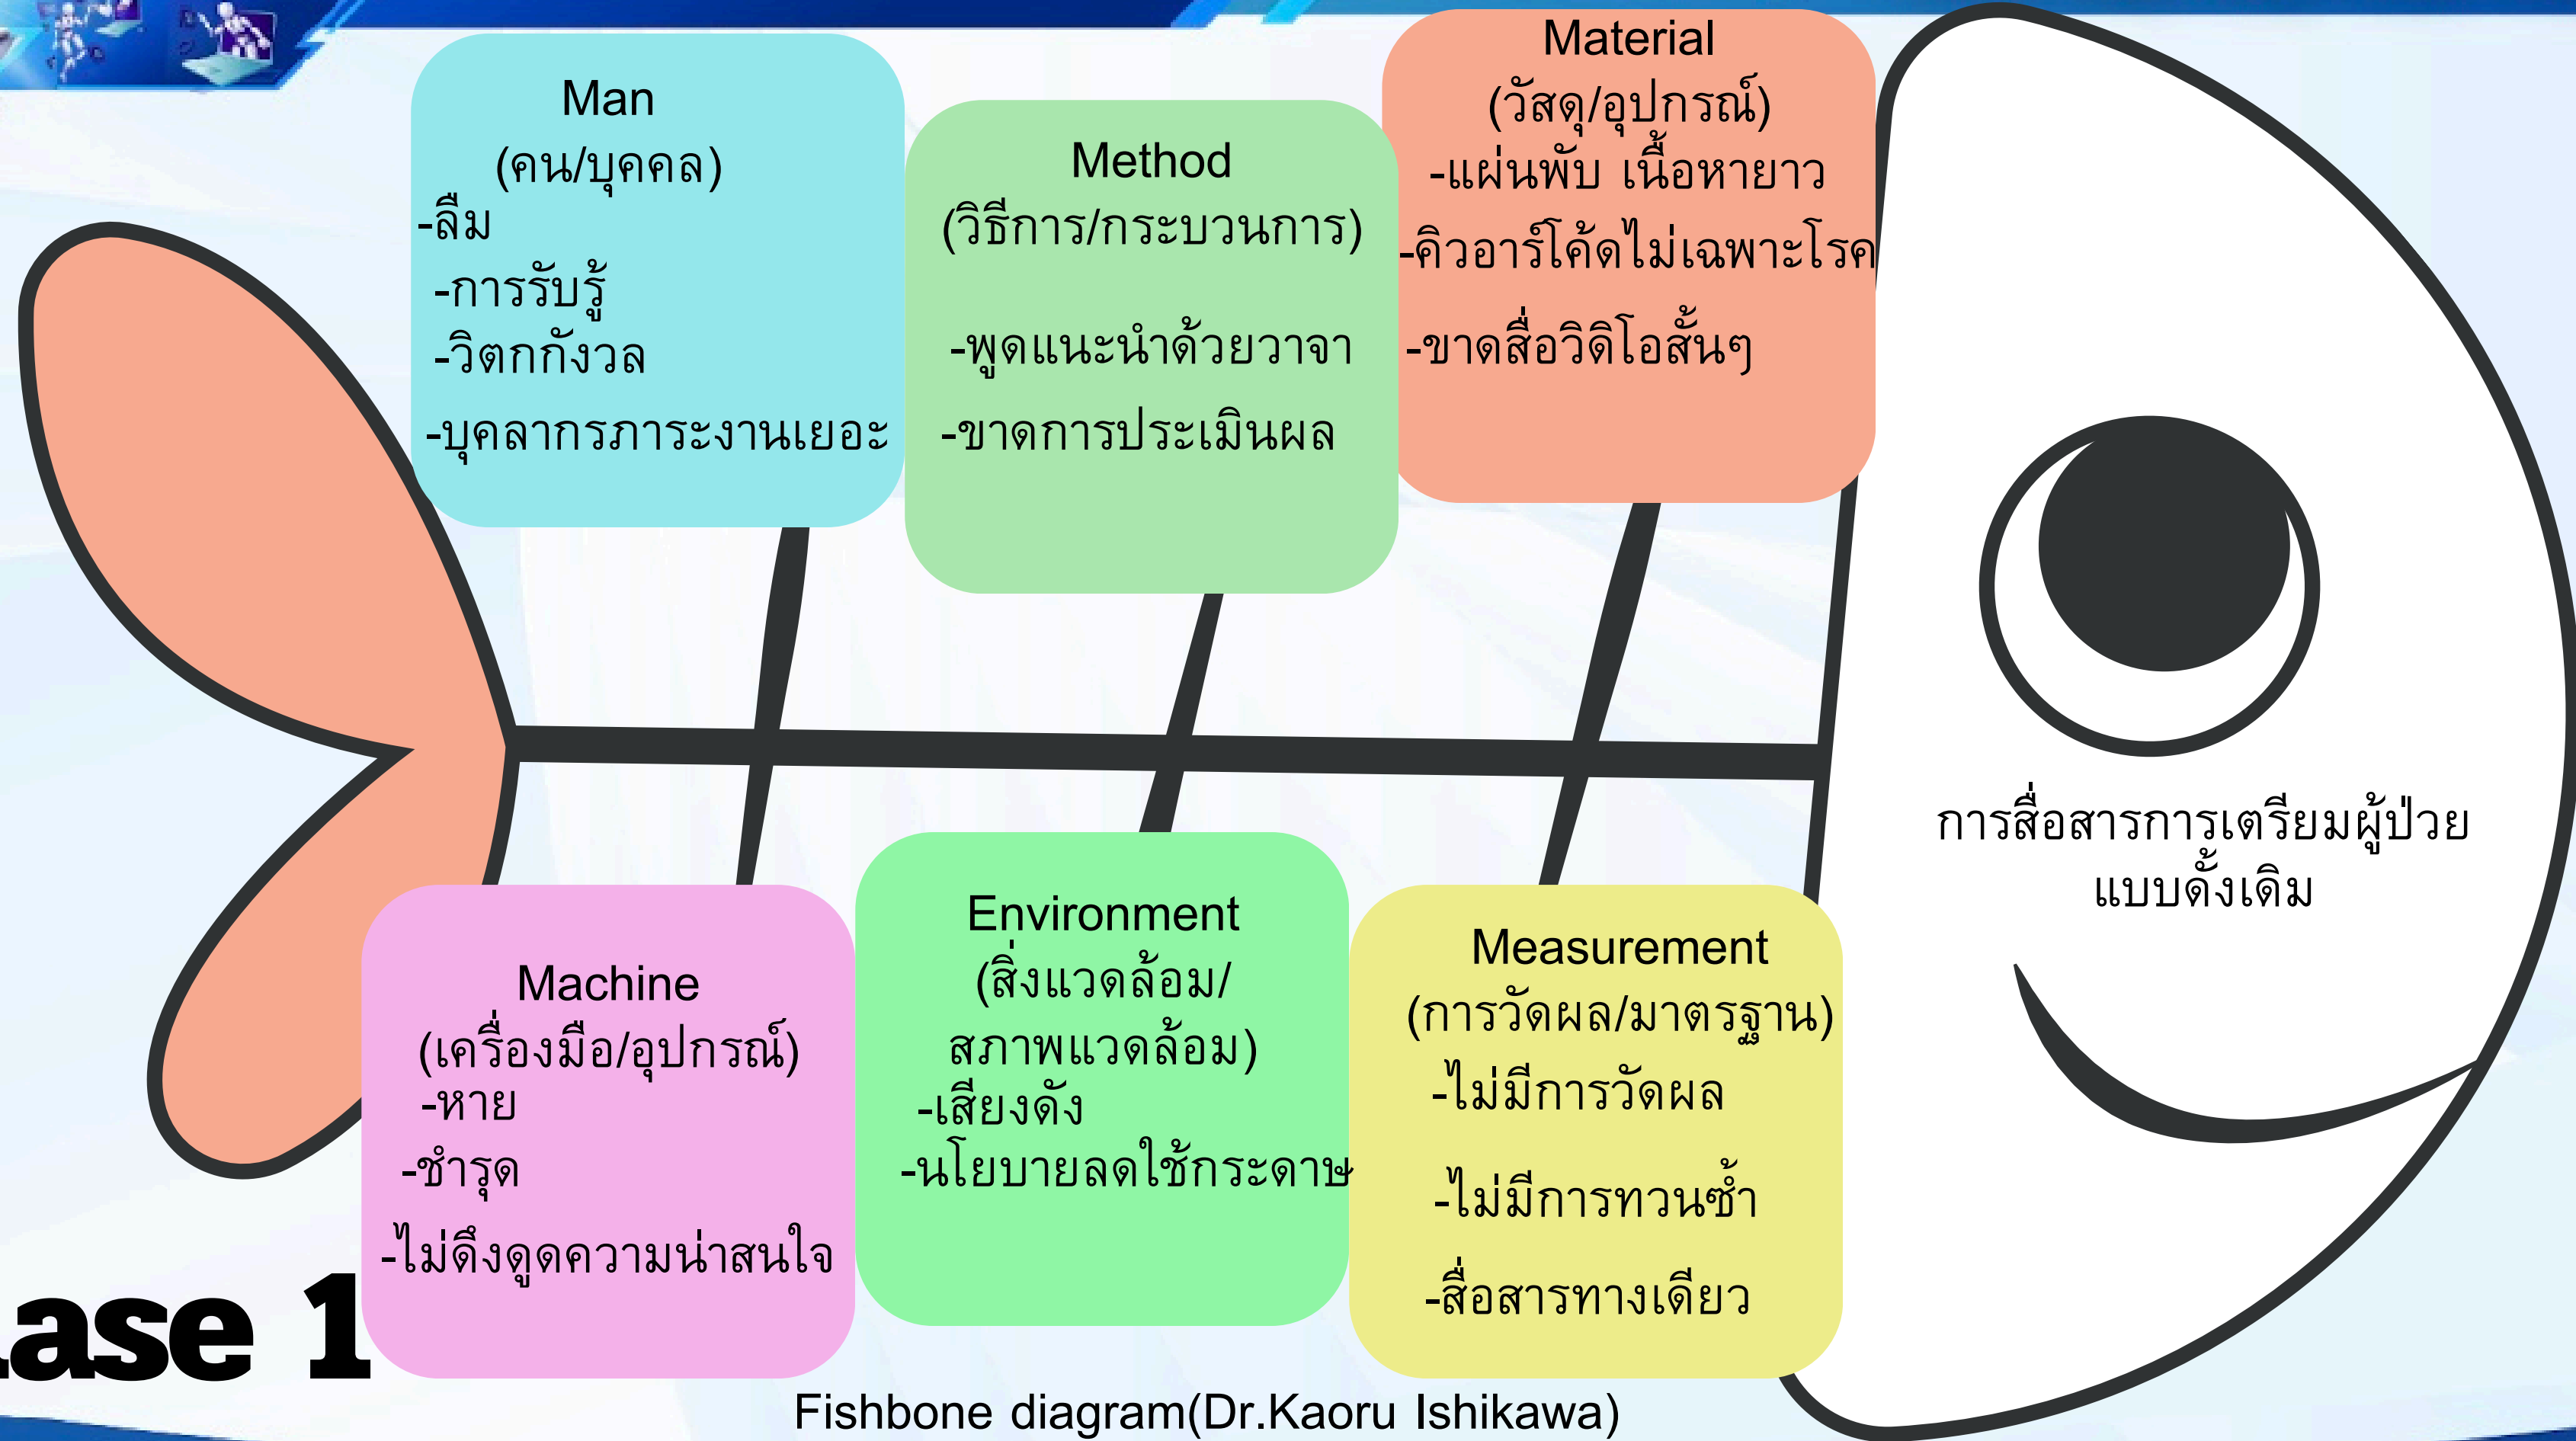 Man
(คน/บุคคล)
-ลืม
-การรับรู้
-วิตกกังวล
-บุคลากรภาระงานเยอะ
Method
(วิธีการ/กระบวนการ)
-พูดแนะนำด้วยวาจา
-ขาดการประเมินผล
Material
(วัสดุ/อุปกรณ์)
-แผ่นพับ เนื้อหายาว
-คิวอาร์โค้ดไม่เฉพาะโรค
-ขาดสื่อวิดิโอสั้นๆ
การสื่อสารการเตรียมผู้ป่วย
แบบดั้งเดิม
Machine
(เครื่องมือ/อุปกรณ์)
-หาย
-ชำรุด
-ไม่ดึงดูดความน่าสนใจ
Environment
(สิ่งแวดล้อม/
สภาพแวดล้อม)
-เสียงดัง
-นโยบายลดใช้กระดาษ
Measurement
(การวัดผล/มาตรฐาน)
-ไม่มีการวัดผล
-ไม่มีการทวนซ้ำ
-สื่อสารทางเดียว
ase 1
Fishbone diagram(Dr.Kaoru Ishikawa)